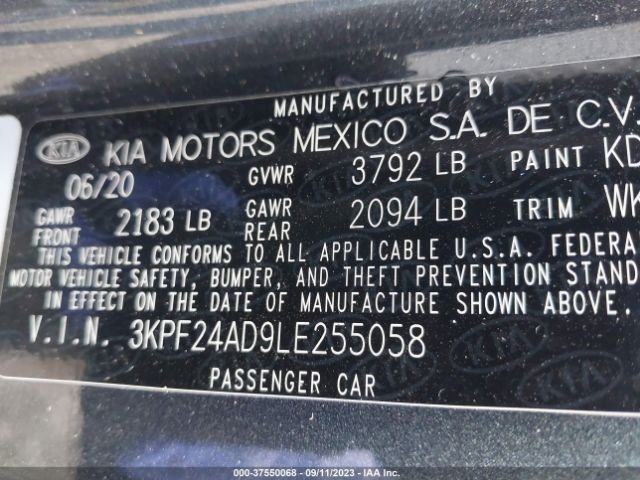 MANUFACTURED BY
KIA KIA MOTORS MEXICO S.A. DE C.V.
06/20 GVWR 3792 LB PAINT KD
GAWR FRONT 2183 LB GAWR REAR 2094 LB TRIM WK
THIS VEHICLE CONFORMS TO ALL APPLICABLE U.S.A. FEDERA
MOTOR VEHICLE SAFETY, BUMPER, AND THEFT PREVENTION STAND
IN EFFECT ON THE DATE OF MANUFACTURE SHOWN ABOVE.
V.I.N. 3KPF24AD9LE255058
PASSENGER CAR
000-37550068 - 09/11/2023 - IAA Inc.